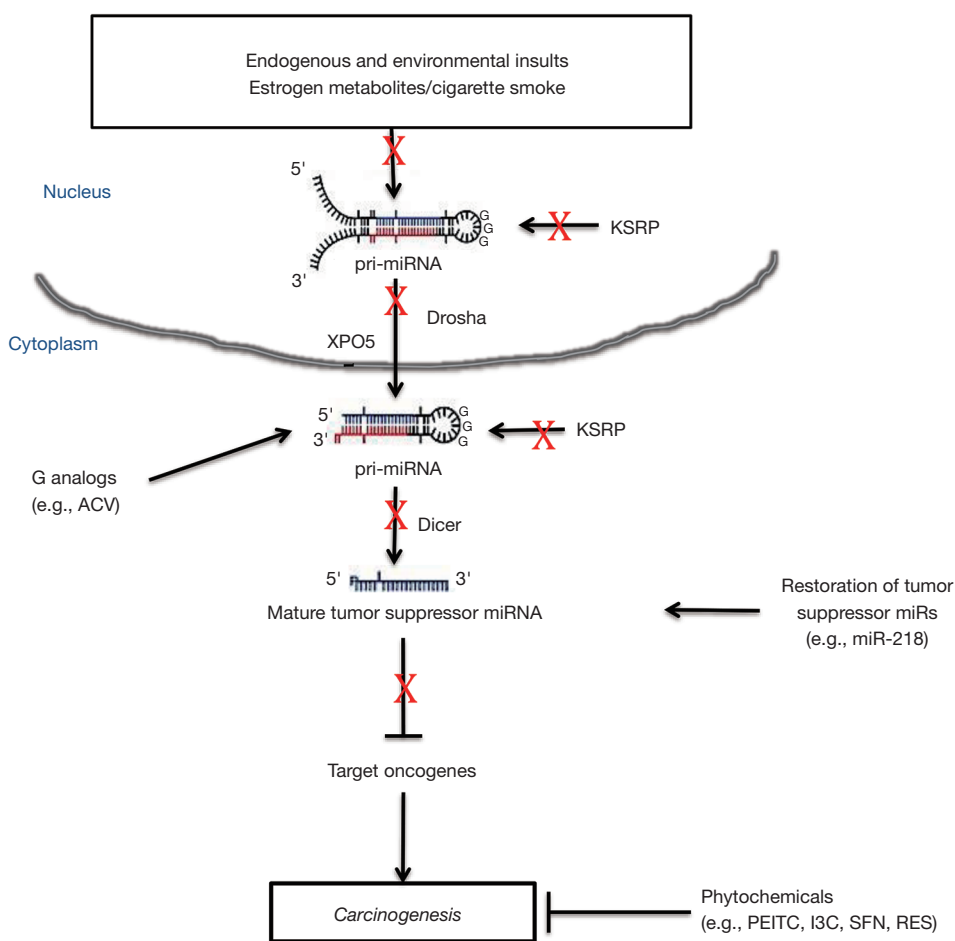 Endogenous and environmental insults
Estrogen metabolites/cigarette smoke
X
5'
Nucleus
G
G
G
X
KSRP
3'
pri-miRNA
X
Drosha
XPO5
Cytoplasm
5'
3'
G
G
G
X
KSRP
pri-miRNA
G analogs
(e.g., ACV)
X
Dicer
5'
3'
Mature tumor suppressor miRNA
Restoration of tumor
suppressor miRs
(e.g., miR-218)
X
Target oncogenes
Carcinogenesis
Phytochemicals
(e.g., PEITC, I3C, SFN, RES)